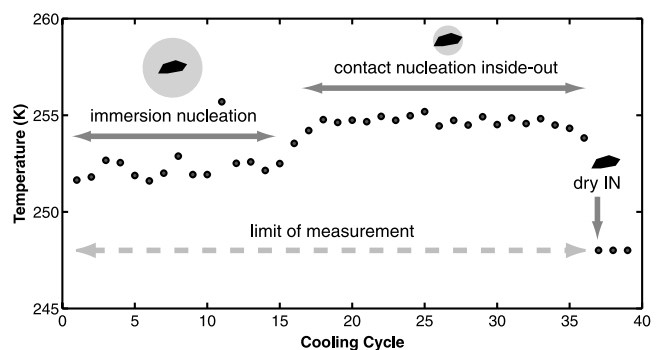 260
255
250
245
Temperature (K)
immersion nucleation
contact nucleation inside-out
dry IN
limit of measurement
0 5 10 15 20 25 30 35 40
Cooling Cycle